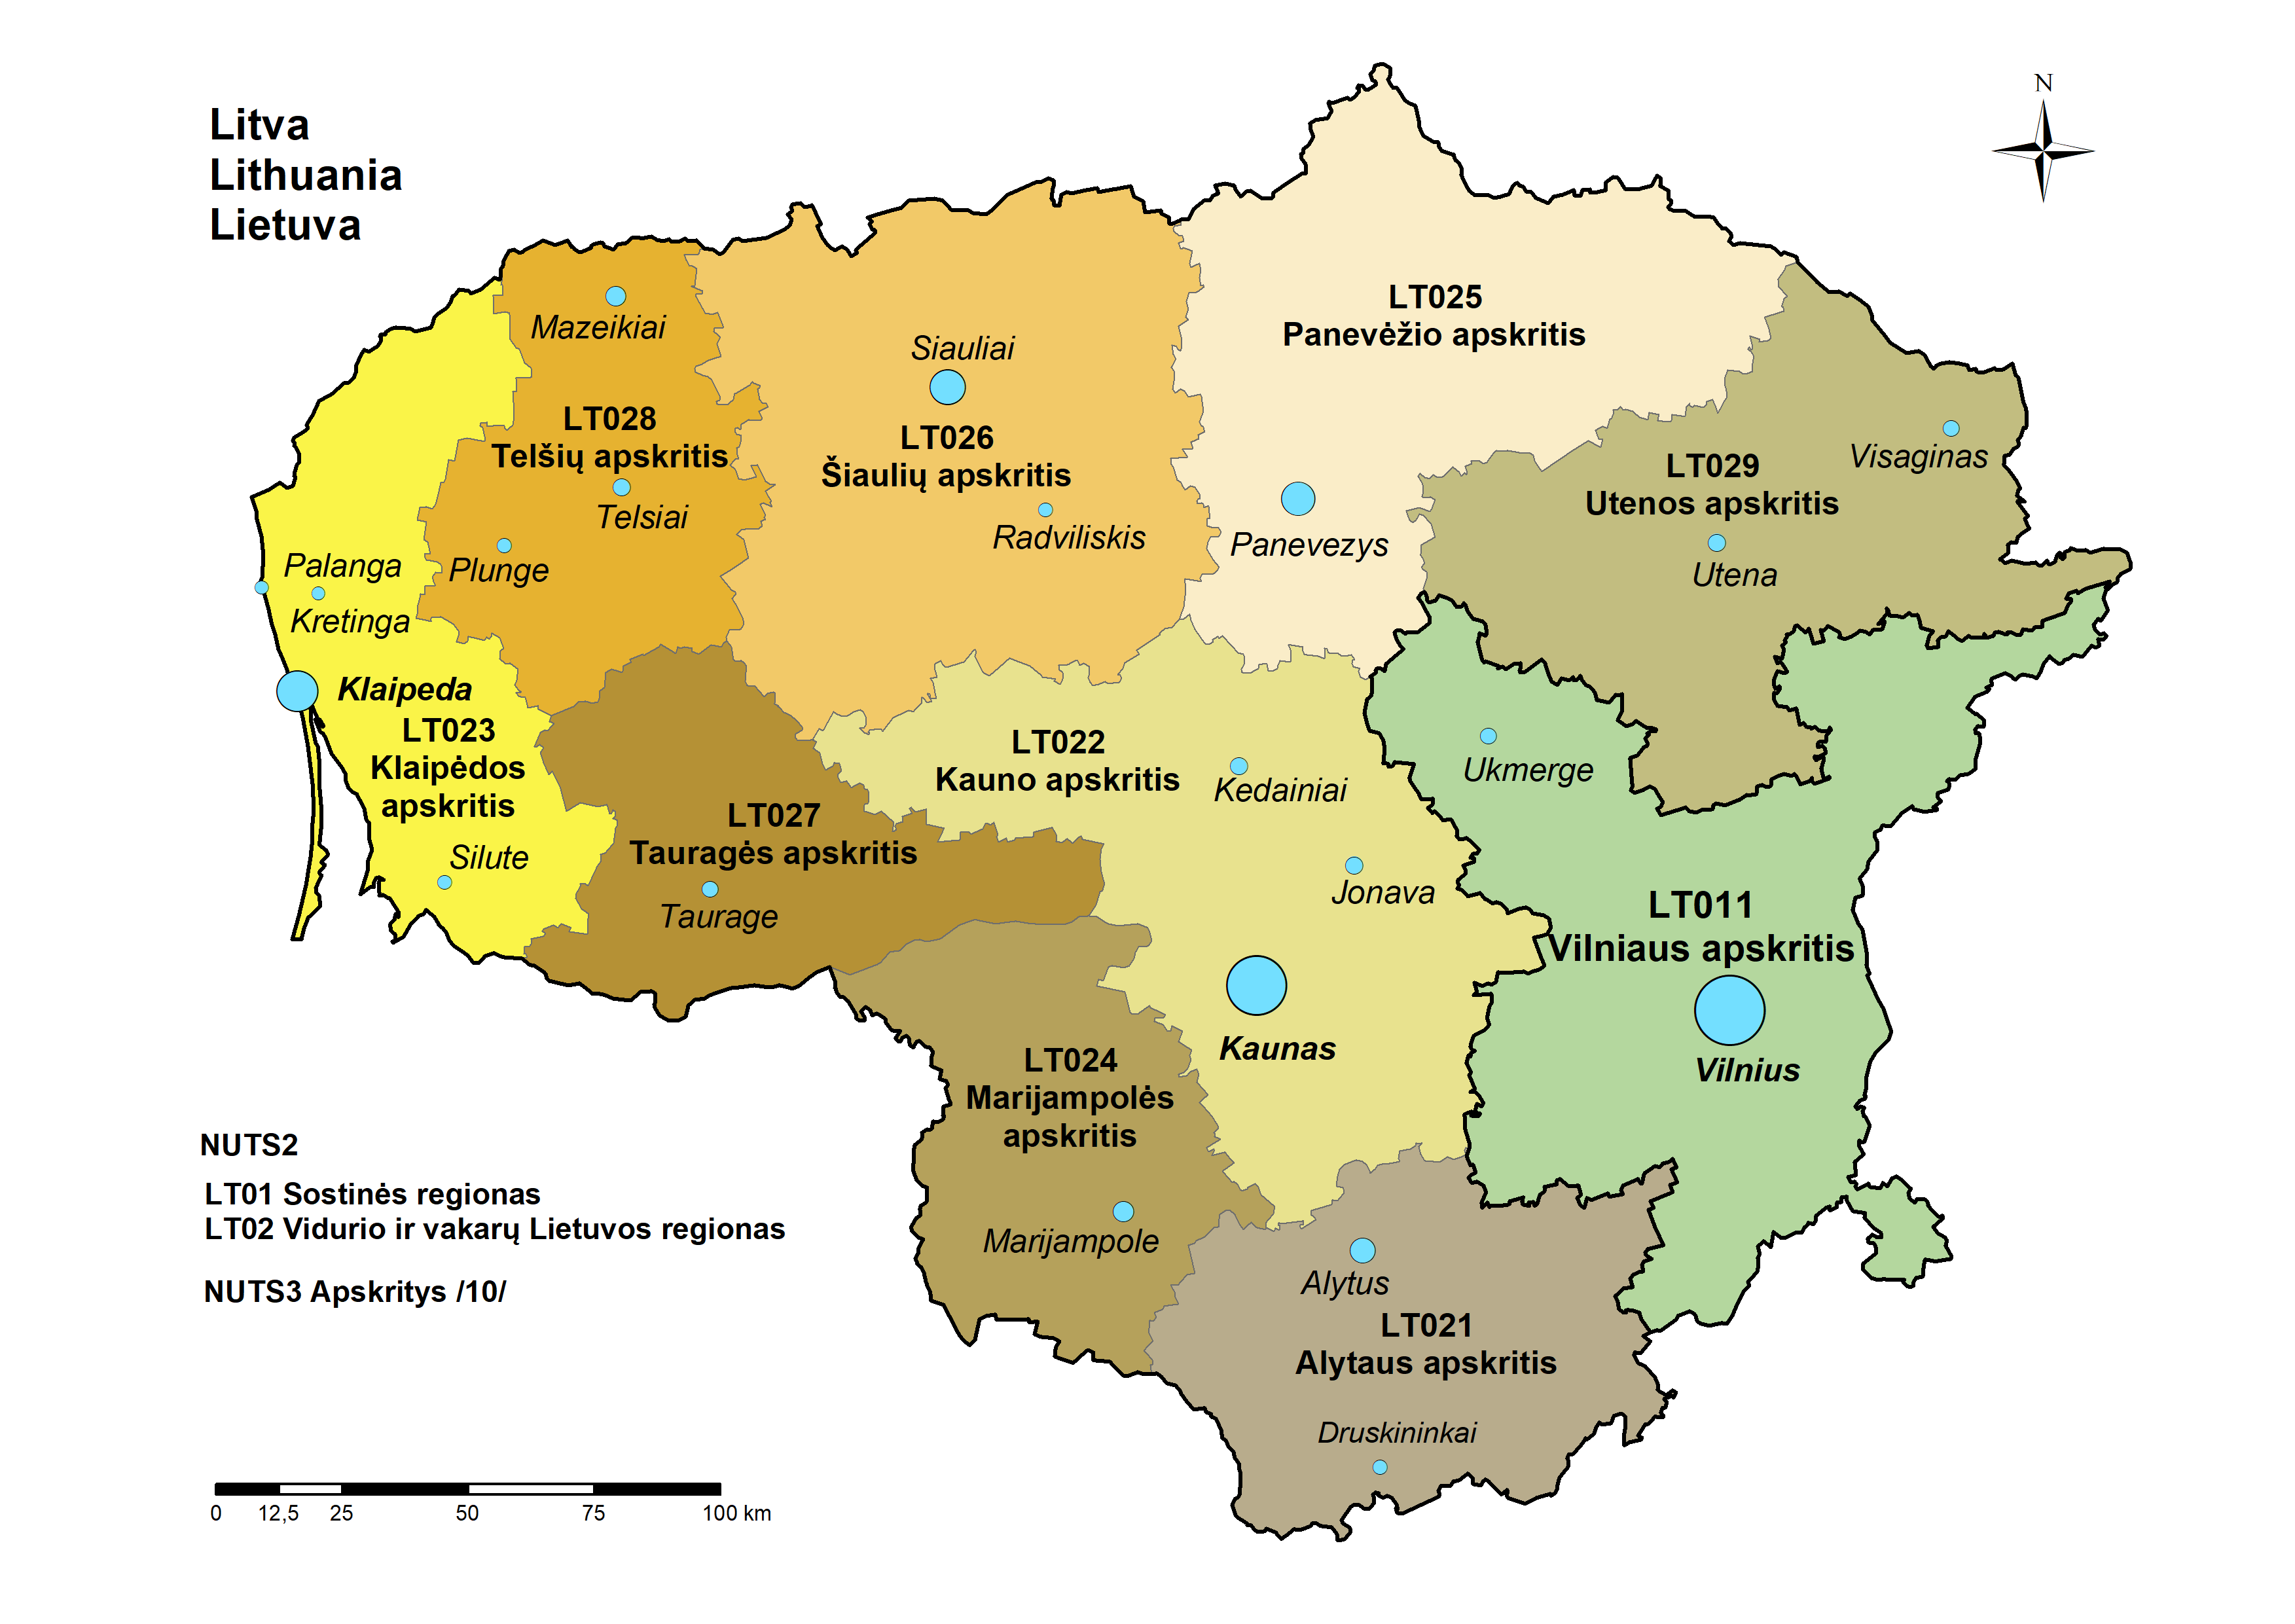 Litva
Lithuania
Lietuva
N
LT025
Panevėžio apskritis
Mazeikiai
Siauliai
LT028
Telšių apskritis
LT026
Šiaulių apskritis
LT029
Utenos apskritis
Visaginas
Telsiai
Radviliskis
Panevezys
Plunge
Utena
Palanga
Kretinga
Klaipeda
LT023
Klaipėdos
apskritis
LT022
Kauno apskritis
Kedainiai
Ukmerge
LT027
Tauragės apskritis
Silute
Taurage
Jonava
LT011
Vilniaus apskritis
Kaunas
Vilnius
LT024
Marijampolės
apskritis
Marijampole
Alytus
LT021
Alytaus apskritis
Druskininkai
NUTS2
LT01 Sostinės regionas
LT02 Vidurio ir vakarų Lietuvos regionas
NUTS3 Apskritys /10/
0 12,5 25 50 75 100 km